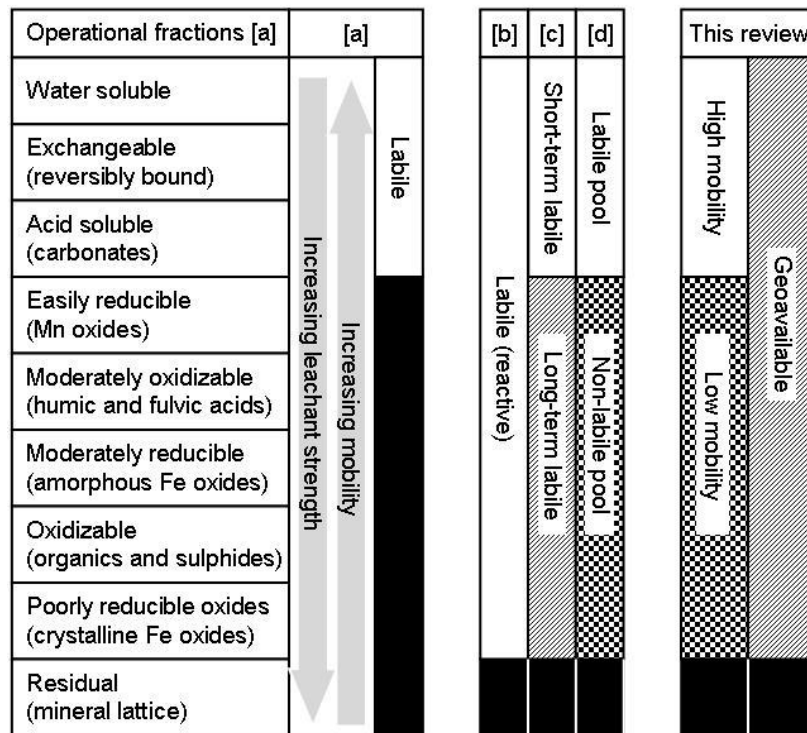 Operational fractions [a]
[a]
[b]
[c]
[d]
This review
Water soluble
Exchangeable
(reversibly bound)
Acid soluble
(carbonates)
Easily reducible
(Mn oxides)
Moderately oxidizable
(humic and fulvic acids)
Moderately reducible
(amorphous Fe oxides)
Oxidizable
(organics and sulphides)
Poorly reducible oxides
(crystalline Fe oxides)
Residual
(mineral lattice)
Increasing leachant strength
Increasing mobility
Labile
Labile (reactive)
Short-term labile
Long-term labile
Labile pool
Non-labile pool
High mobility
Low mobility
Geoavailable